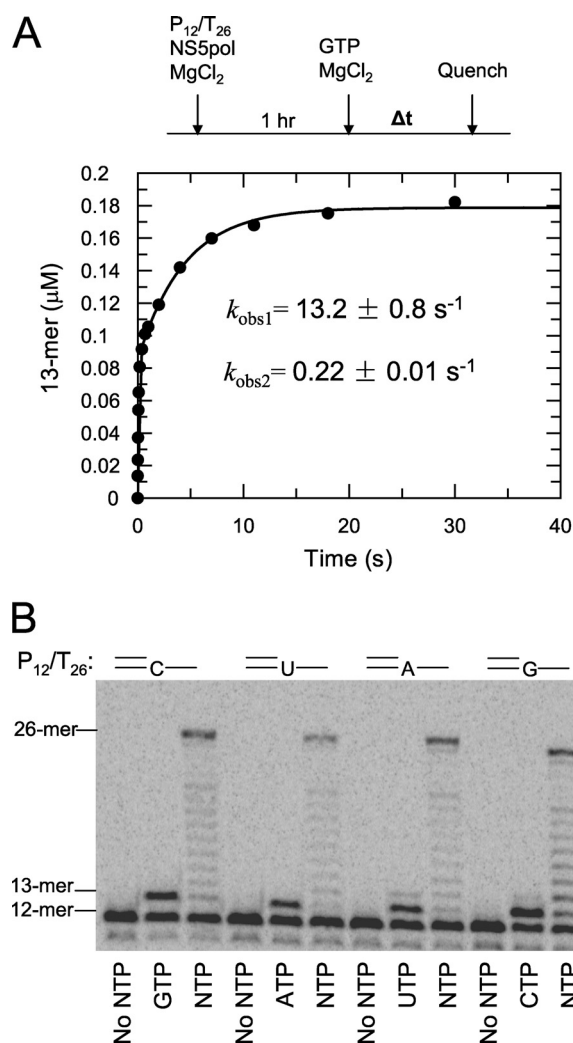 A
P12/T26
NS5pol
MgCl2
GTP
MgCl2
Quench
1 hr
Δt
0.2
0.18
0.16
0.14
0.12
0.1
0.08
0.06
0.04
0.02
0
13-mer (μM)
kobs1= 13.2 ± 0.8 s-1
kobs2= 0.22 ± 0.01 s-1
0 10 20 30 40
Time (s)
B
P12/T26: C U A G
26-mer
13-mer
12-mer
No NTP GTP NTP No NTP ATP NTP No NTP UTP NTP No NTP CTP NTP